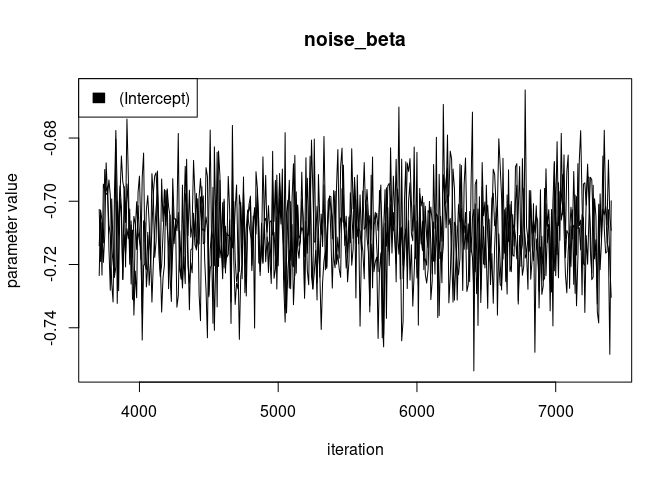 noise_beta
(Intercept)
parameter value
-0.68
-0.70
-0.72
-0.74
4000 5000 6000 7000
iteration